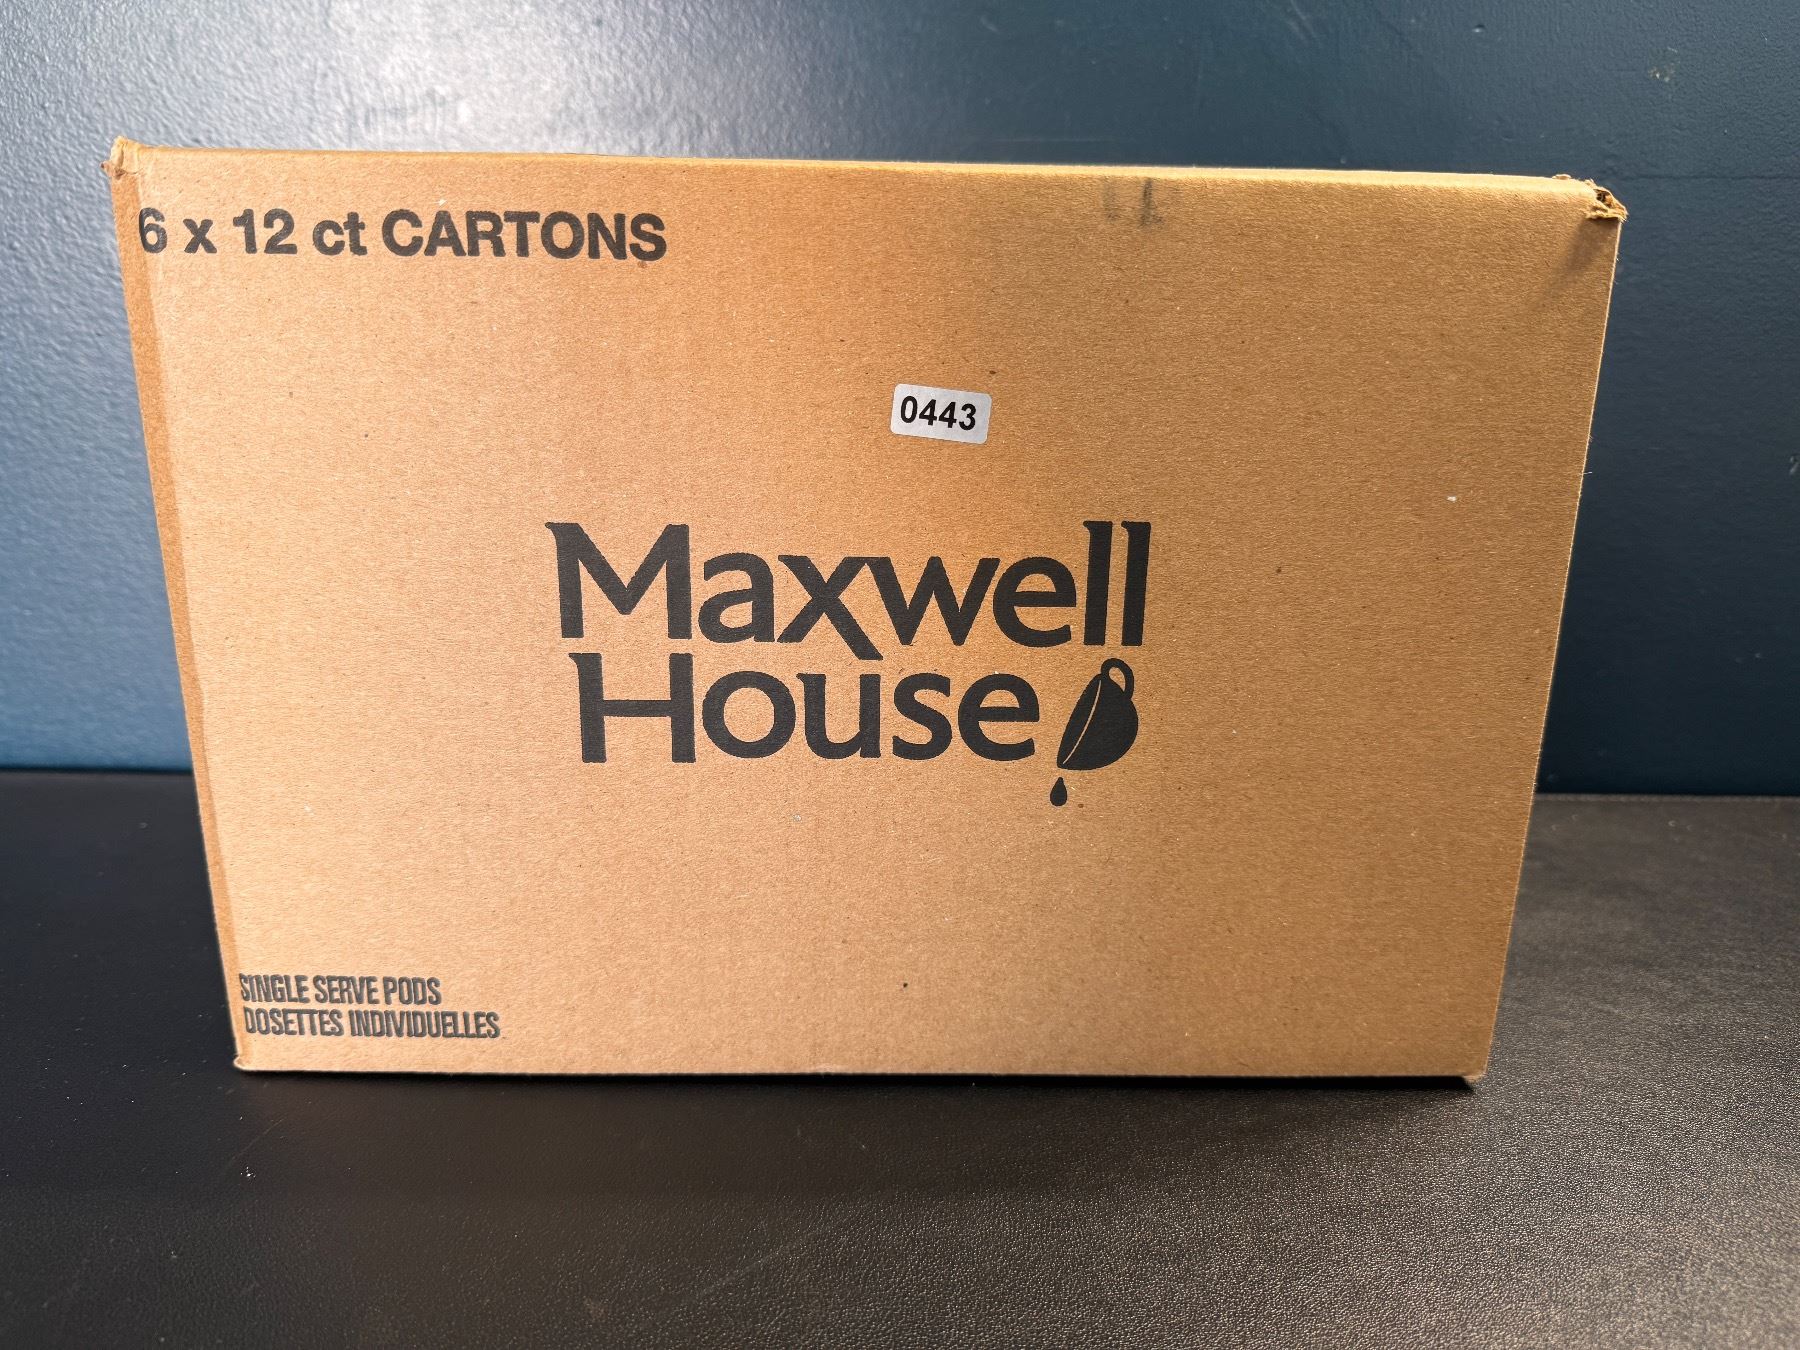 6 x 12 ct CARTONS
0443
Maxwell
House
SINGLE SERVE PODS
DOSETTES INDIVIDUELLES